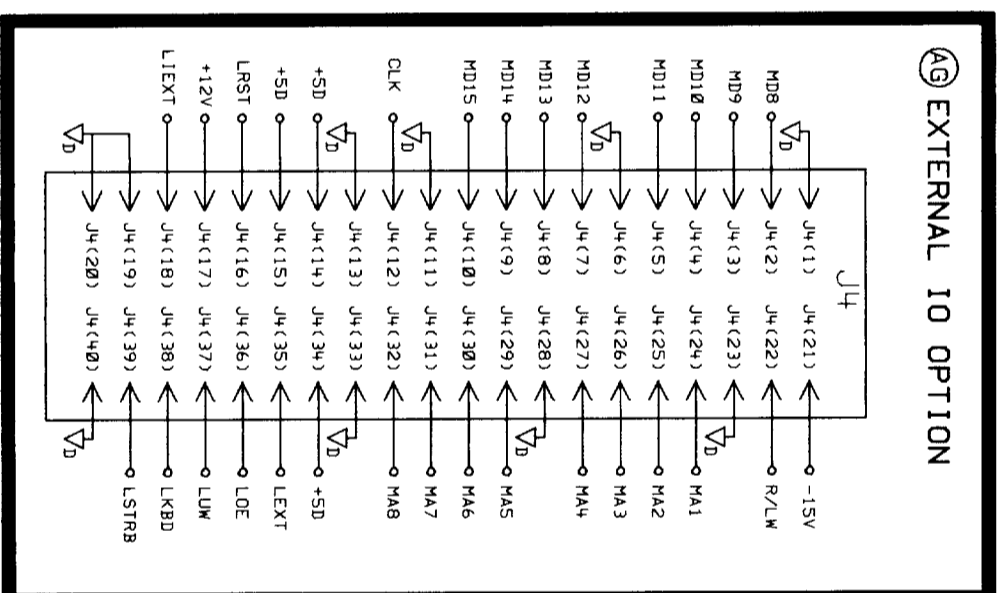 AG EXTERNAL IO OPTION
J4
D J4(1) J4(21) -15V
MD8 J4(2) J4(22) R/LW
MD9 J4(3) J4(23) D
MD10 J4(4) J4(24) MA1
MD11 J4(5) J4(25) MA2
D J4(6) J4(26) MA3
MD12 J4(7) J4(27) MA4
MD13 J4(8) J4(28) D
MD14 J4(9) J4(29) MA5
MD15 J4(10) J4(30) MA6
D J4(11) J4(31) MA7
CLK J4(12) J4(32) MA8
D J4(13) J4(33) D
+5D J4(14) J4(34) +5D
+5D J4(15) J4(35) LEXT
LRST J4(16) J4(36) LOE
+12V J4(17) J4(37) LUW
LIEXT J4(18) J4(38) LKBD
J4(19) J4(39) LSTRB
D J4(20) J4(40) D